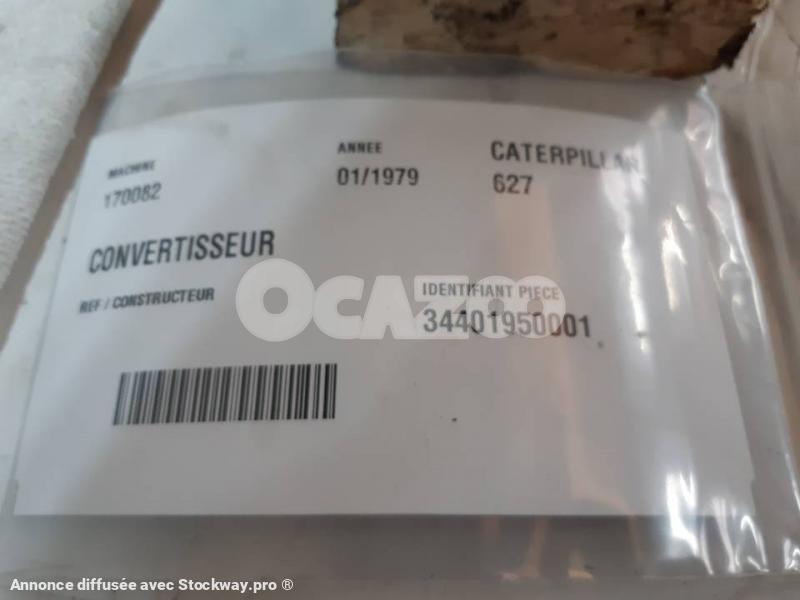 MACHINE
170082
ANNEE
01/1979
CATERPILLAR
627
CONVERTISSEUR
REF / CONSTRUCTEUR
IDENTIFIANT PIECE
34401950001
OCAZOO
Annonce diffusée avec Stockway.pro ®